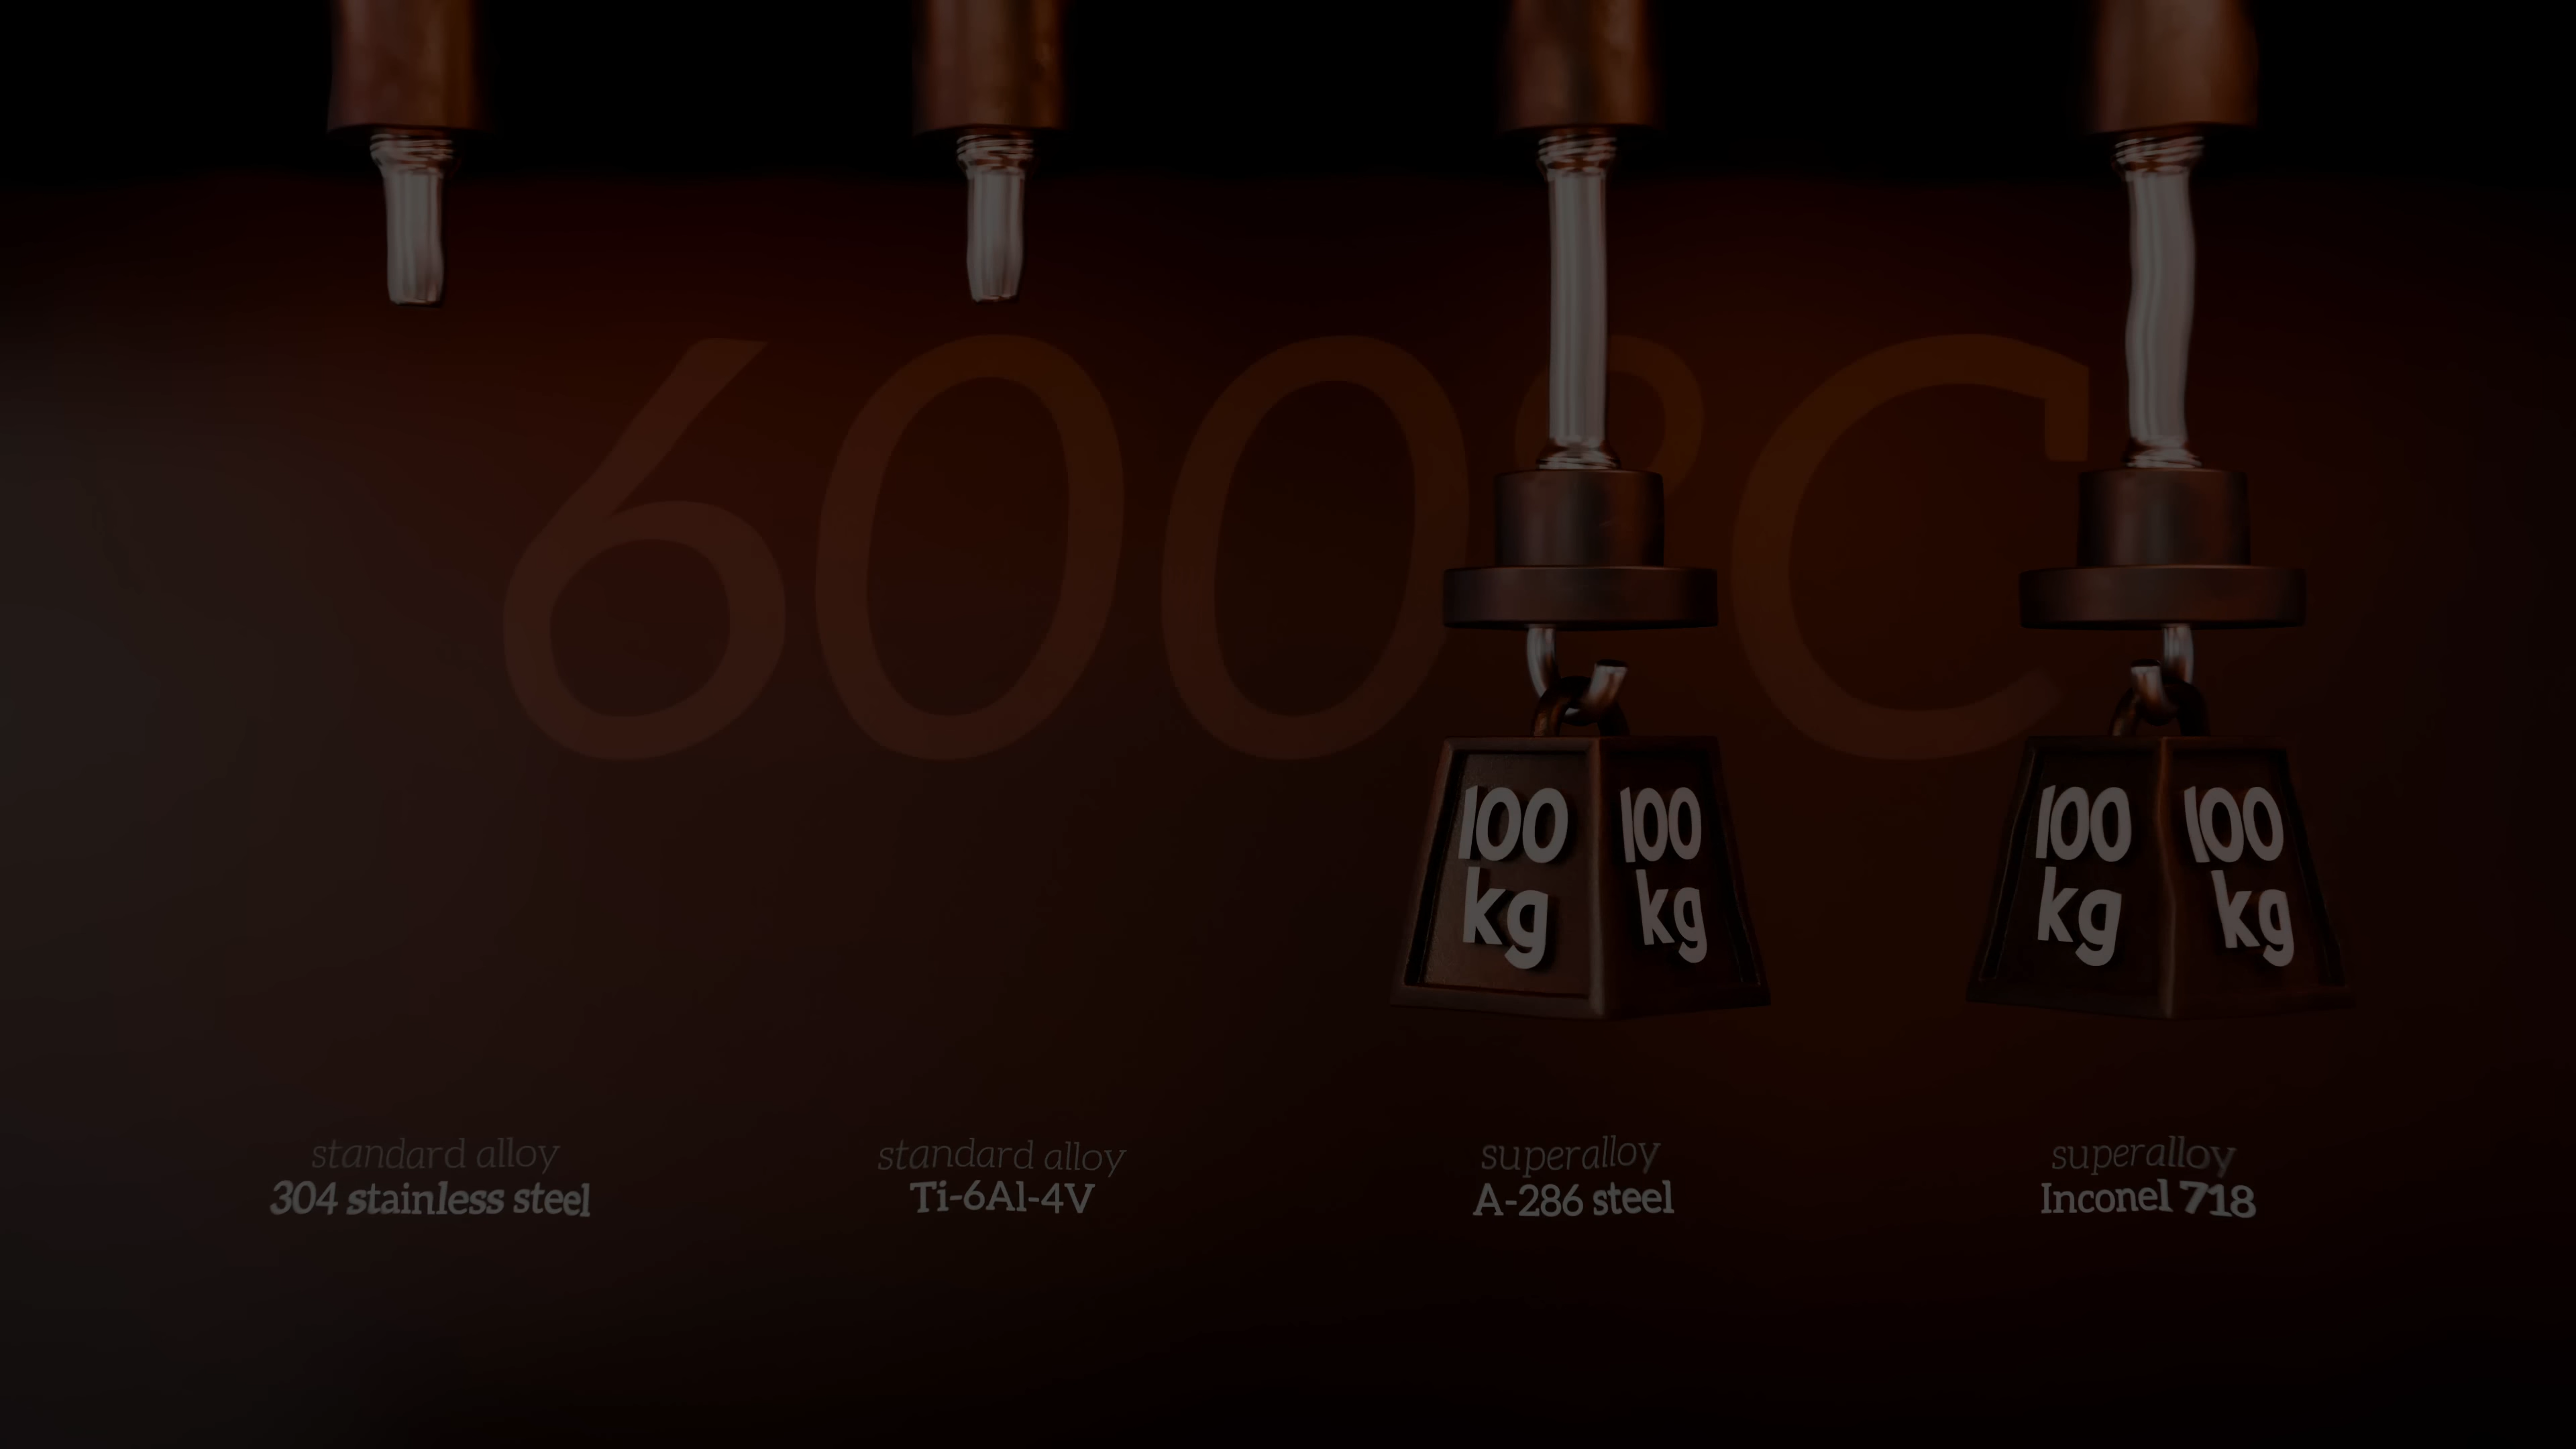 600°C
100
kg
100
kg
100
kg
100
kg
standard alloy
304 stainless steel
standard alloy
Ti-6Al-4V
superalloy
A-286 steel
superalloy
Inconel 718